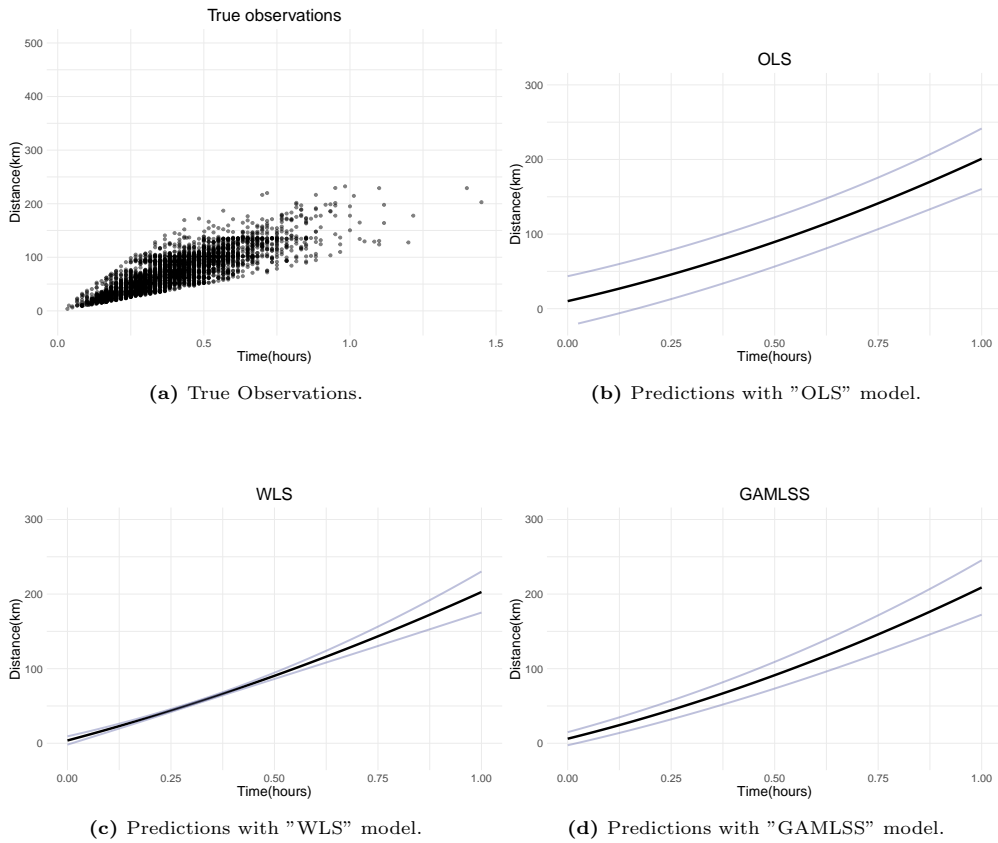 True observations
500
400
300
200
100
0
Distance(km)
0.0
0.5
1.0
1.5
Time(hours)
(a) True Observations.
OLS
300
200
100
0
Distance(km)
0.00
0.25
0.50
0.75
1.00
Time(hours)
(b) Predictions with ”OLS” model.
WLS
300
200
100
0
Distance(km)
0.00
0.25
0.50
0.75
1.00
Time(hours)
(c) Predictions with ”WLS” model.
GAMLSS
300
200
100
0
Distance(km)
0.00
0.25
0.50
0.75
1.00
Time(hours)
(d) Predictions with ”GAMLSS” model.